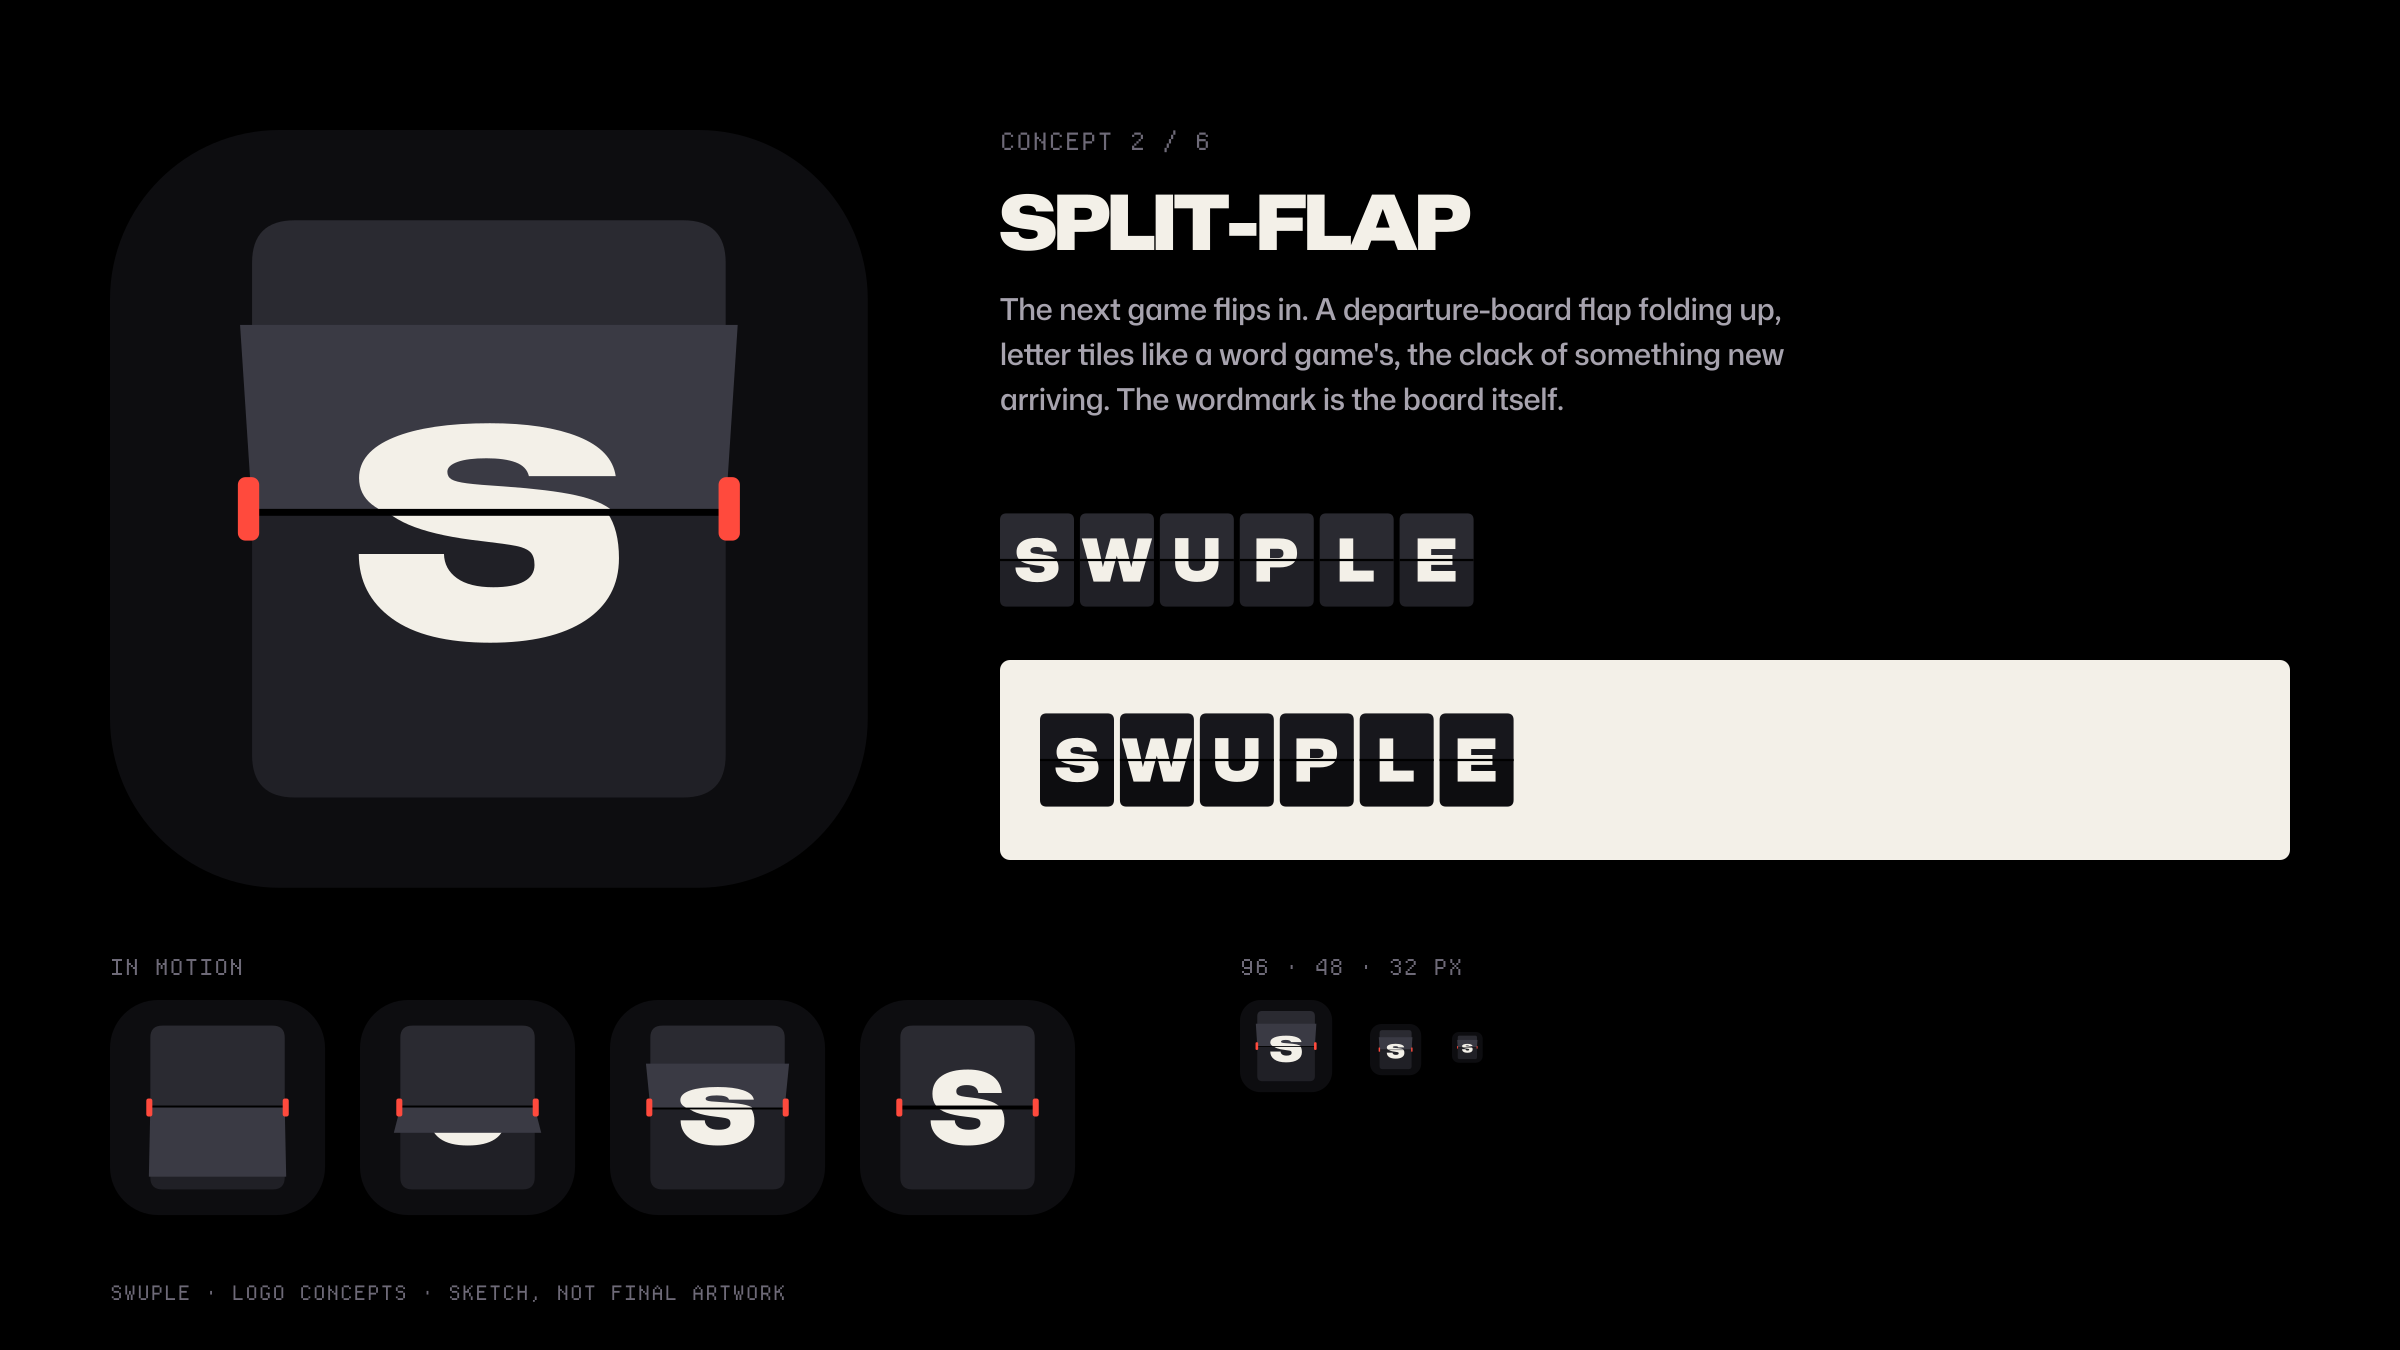 CONCEPT 2 / 6
SPLIT-FLAP
The next game flips in. A departure-board flap folding up,
letter tiles like a word game's, the clack of something new
arriving. The wordmark is the board itself.
S
SWUPLE
SWUPLE
IN MOTION
96 · 48 · 32 PX
S
S
S
S
S
SWUPLE · LOGO CONCEPTS · SKETCH, NOT FINAL ARTWORK